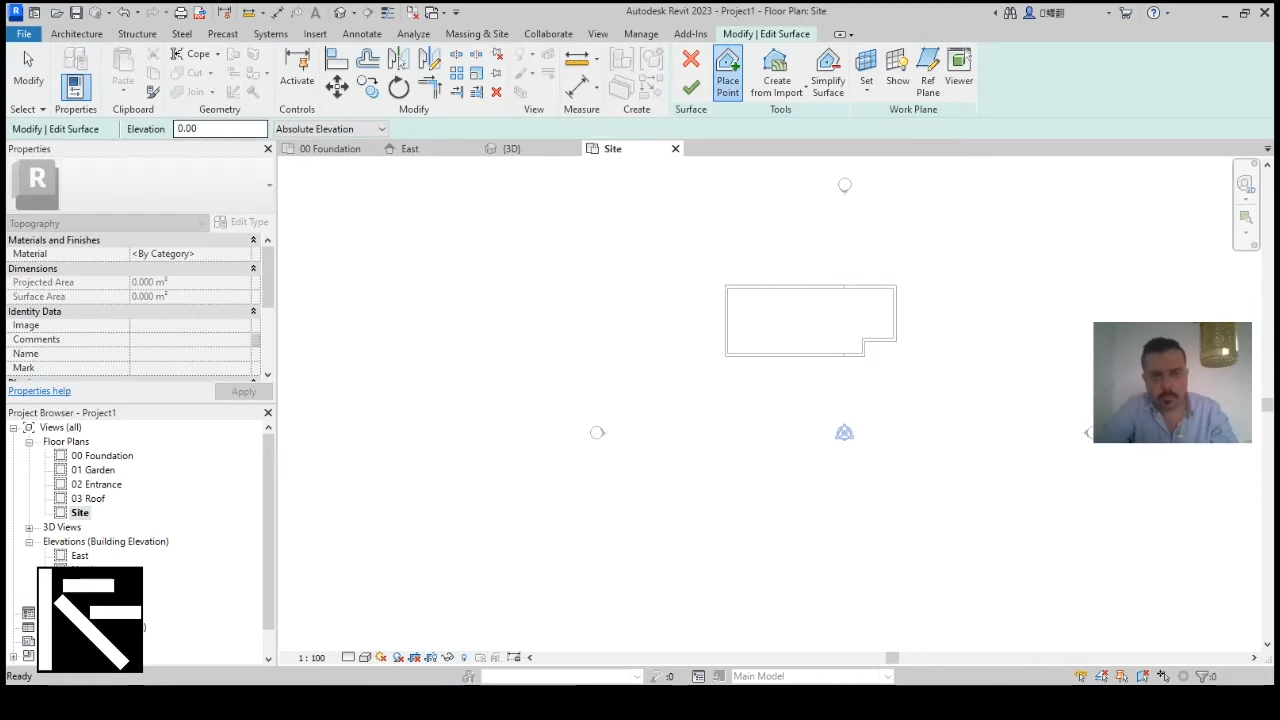 Autodesk Revit 2023 - Project1 - Floor Plan: Site
File Architecture Structure Steel Precast Systems Insert Annotate Analyze Massing & Site Collaborate View Manage Add-Ins Modify | Edit Surface
Modify
Select
Properties
Paste
Clipboard
Cope
Cut
Join
Geometry
Activate
Controls
Modify
View
Measure
Create
Surface
Place Point
Create from Import
Simplify Surface
Tools
Set
Show
Ref Plane
Viewer
Work Plane
Modify | Edit Surface Elevation 0.00 Absolute Elevation
Properties
R
Topography Edit Type
Materials and Finishes
Material <By Category>
Dimensions
Projected Area 0.000 m²
Surface Area 0.000 m²
Identity Data
Image
Comments
Name
Mark
Properties help Apply
00 Foundation East {3D} Site
2D
Project Browser - Project1
Views (all)
Floor Plans
00 Foundation
01 Garden
02 Entrance
03 Roof
Site
3D Views
Elevations (Building Elevation)
East
1 : 100
Ready :0 Main Model :0